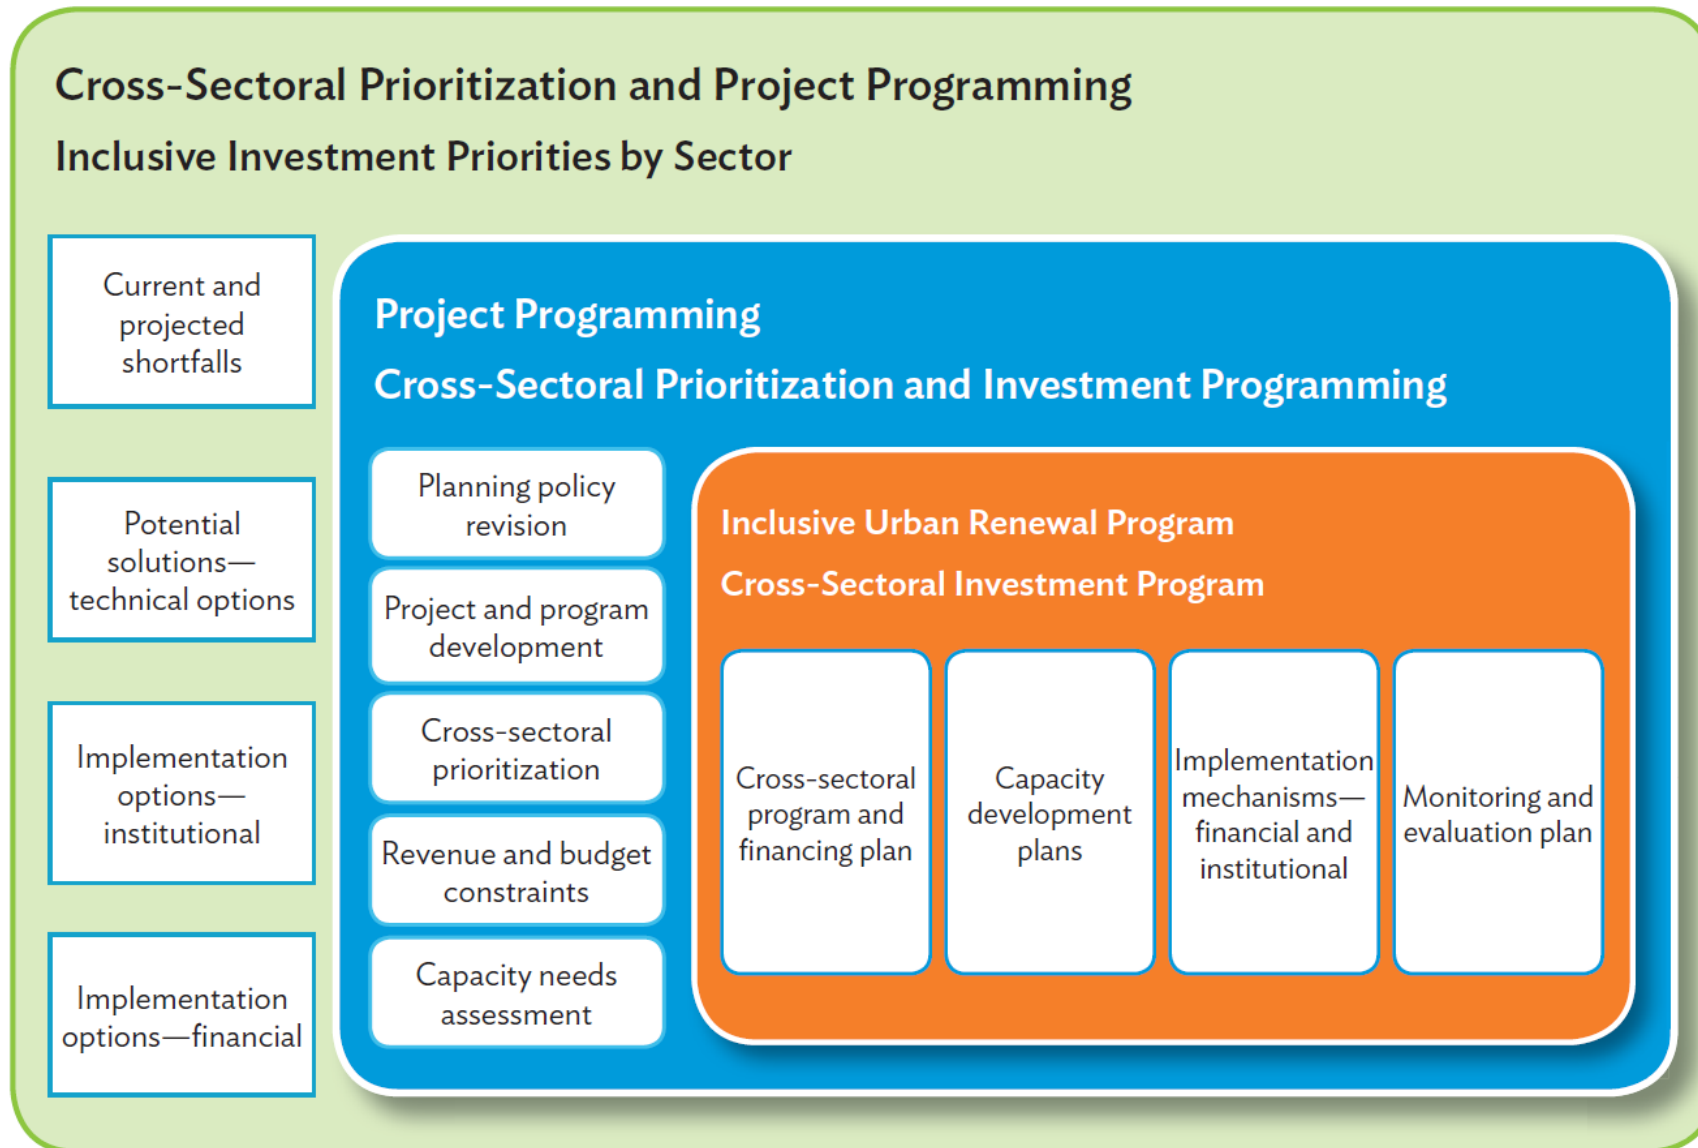 Cross-Sectoral Prioritization and Project Programming
Inclusive Investment Priorities by Sector
Current and
projected
shortfalls
Potential
solutions—
technical options
Implementation
options—
institutional
Implementation
options—financial
Project Programming
Cross-Sectoral Prioritization and Investment Programming
Planning policy
revision
Project and program
development
Cross-sectoral
prioritization
Revenue and budget
constraints
Capacity needs
assessment
Inclusive Urban Renewal Program
Cross-Sectoral Investment Program
Cross-sectoral
program and
financing plan
Capacity
development
plans
Implementation
mechanisms—
financial and
institutional
Monitoring and
evaluation plan